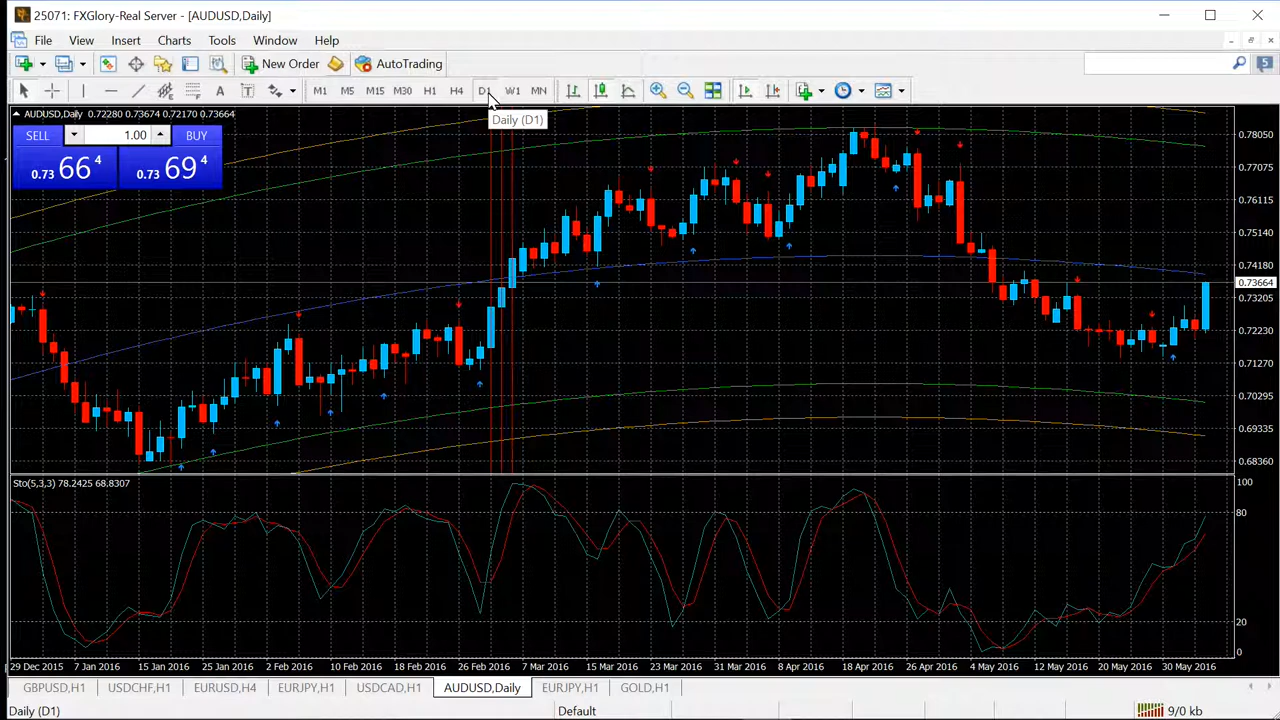 25071: FXGlory-Real Server - [AUDUSD,Daily]
File View Insert Charts Tools Window Help
New Order AutoTrading 5
A T M1 M5 M15 M30 H1 H4 D1 W1 MN
Daily (D1)
AUDUSD,Daily 0.72280 0.73674 0.72170 0.73664
SELL 1.00 BUY
0.73 66 4 0.73 69 4
0.78050
0.77075
0.76115
0.75140
0.74180
0.73664
0.73205
0.72230
0.71270
0.70295
0.69335
0.68360
Sto(5,3,3) 78.2425 68.8307
100
80
20
0
29 Dec 2015 7 Jan 2016 15 Jan 2016 25 Jan 2016 2 Feb 2016 10 Feb 2016 18 Feb 2016 26 Feb 2016 7 Mar 2016 15 Mar 2016 23 Mar 2016 31 Mar 2016 8 Apr 2016 18 Apr 2016 26 Apr 2016 4 May 2016 12 May 2016 20 May 2016 30 May 2016
GBPUSD,H1 USDCHF,H1 EURUSD,H4 EURJPY,H1 USDCAD,H1 AUDUSD,Daily EURJPY,H1 GOLD,H1
Daily (D1) Default 9/0 kb